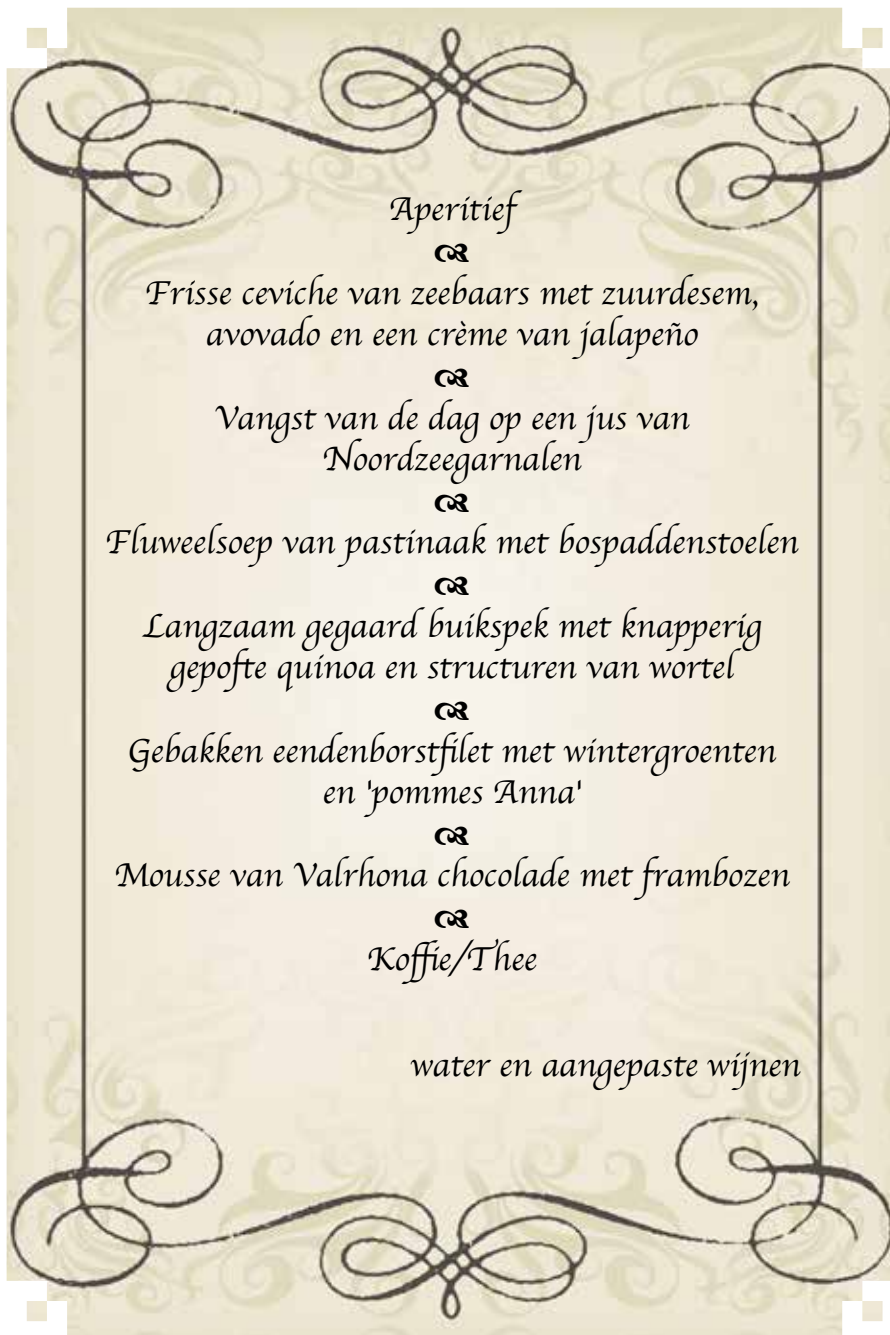 Aperitief
Frisse ceviche van zeebaars met zuurdesem,
avovado en een crème van jalapeño
Vangst van de dag op een jus van
Noordzeegarnalen
Fluweelsoep van pastinaak met bospaddenstoelen
Langzaam gegaard buikspek met knapperig
gepofte quinoa en structuren van wortel
Gebakken eendenborstfilet met wintergroenten
en 'pommes Anna'
Mousse van Valrhona chocolade met frambozen
Koffie/Thee
water en aangepaste wijnen